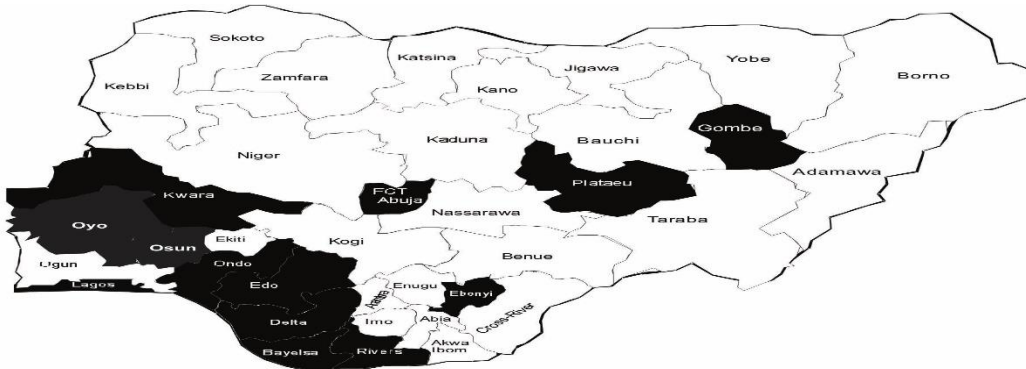 Sokoto
Katsina
Yobe
Jigawa
Borno
Zamfara
Kebbi
Kano
Gombe
Kaduna
Bauchi
Niger
Adamawa
Plataeu
FCT
Abuja
Kwara
Nassarawa
Taraba
Oyo
Ekiti
Kogi
Osun
Benue
Ondo
Ugun
Lagos
Edo
Enugu
Ebonyi
Cross-River
Delta
Imo
Abia
Bayelsa
Rivers
Akwa
Ibom